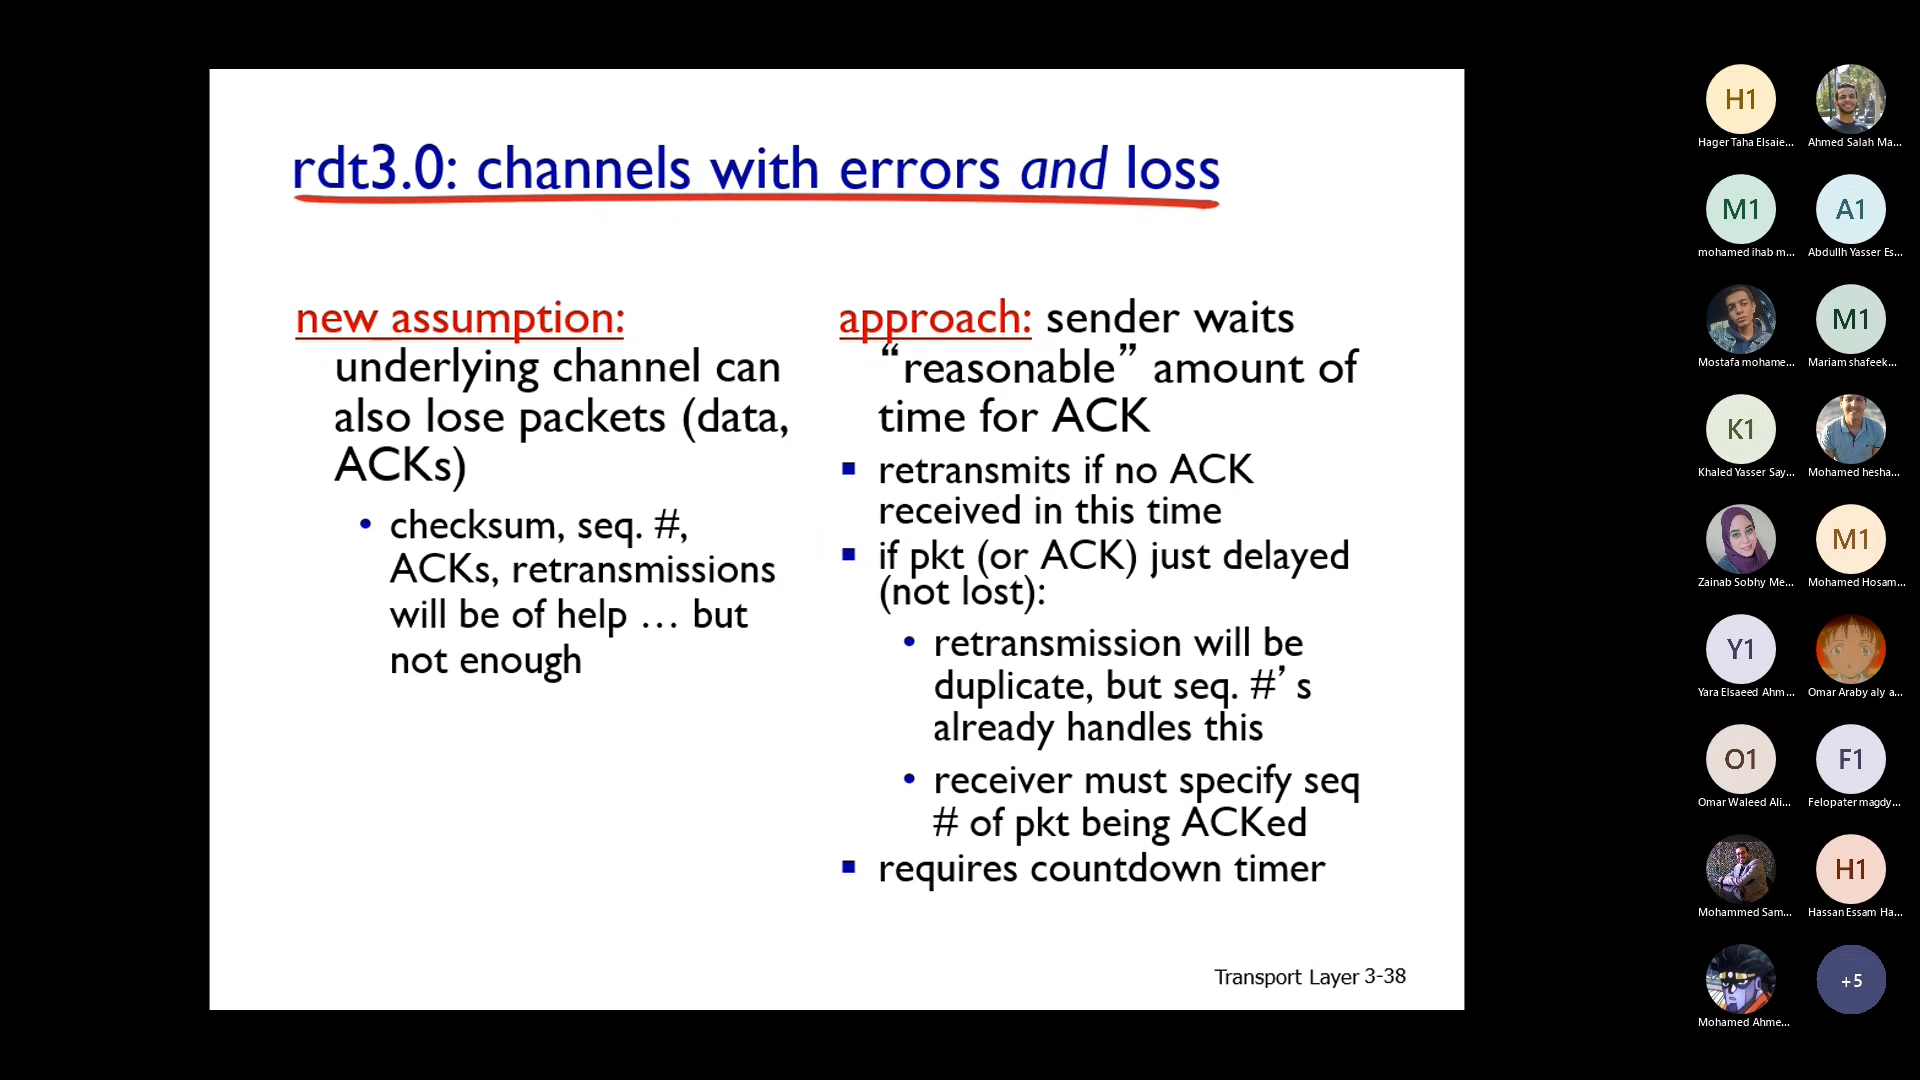 rdt3.0: channels with errors and loss
new assumption:
underlying channel can
also lose packets (data,
ACKs)
• checksum, seq. #,
ACKs, retransmissions
will be of help … but
not enough
approach: sender waits
“reasonable” amount of
time for ACK
▪ retransmits if no ACK
received in this time
▪ if pkt (or ACK) just delayed
(not lost):
• retransmission will be
duplicate, but seq. #’s
already handles this
• receiver must specify seq
# of pkt being ACKed
▪ requires countdown timer
Transport Layer 3-38
H1
Hager Taha Elsaie...
Ahmed Salah Ma...
M1
mohamed ihab m...
A1
Abdullh Yasser Es...
Mostafa mohame...
M1
Mariam shafeek...
K1
Khaled Yasser Say...
Mohamed hesha...
Zainab Sobhy Me...
M1
Mohamed Hosam...
Y1
Yara Elsaeed Ahm...
Omar Araby aly a...
O1
Omar Waleed Ali...
F1
Felopater magdy...
Mohammed Sam...
H1
Hassan Essam Ha...
Mohamed Ahme...
+5